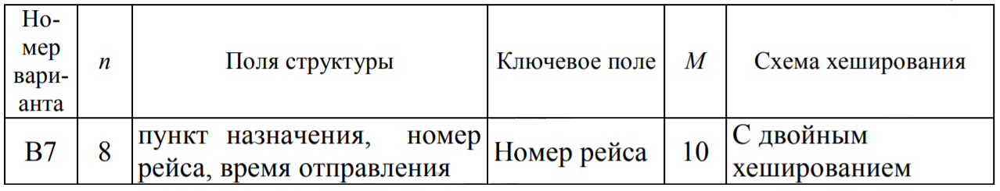 Но-
мер
вари-
анта
n
Поля структуры
Ключевое поле
M
Схема хеширования
В7
8
пункт назначения, номер
рейса, время отправления
Номер рейса
10
С двойным
хешированием